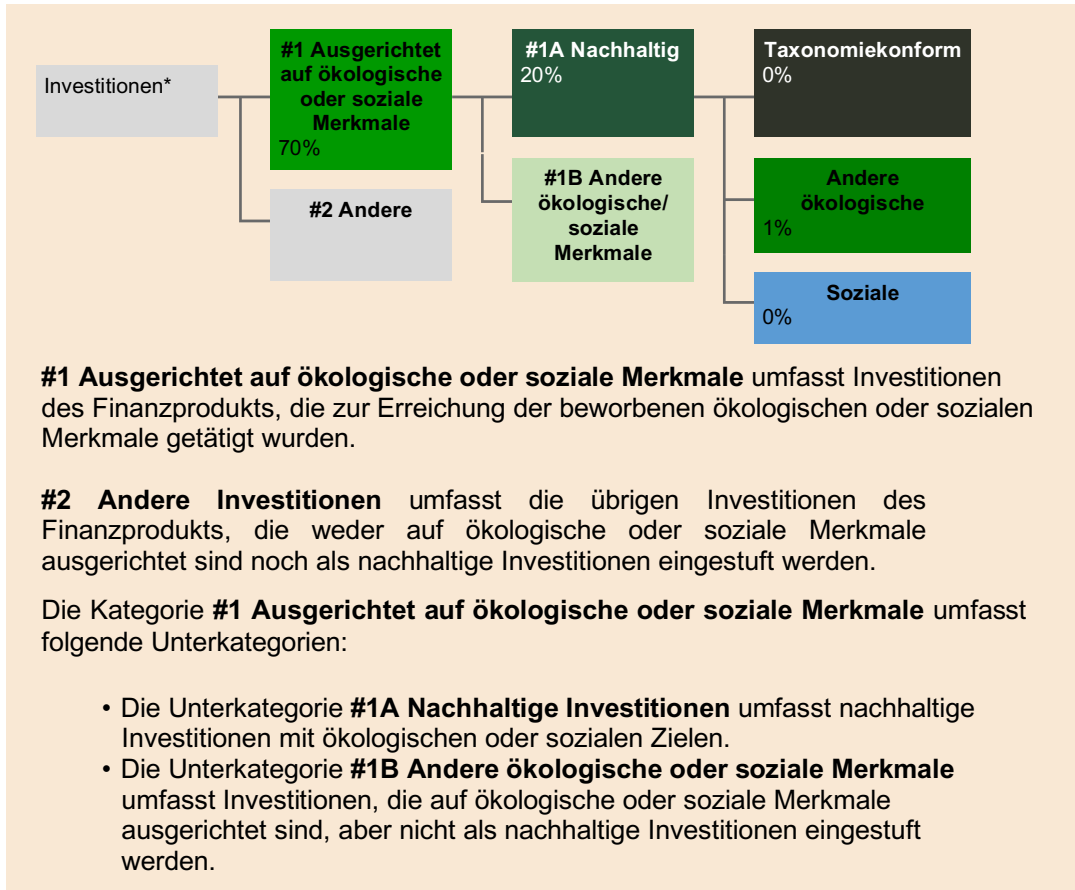 Investitionen*
#1 Ausgerichtet
auf ökologische
oder soziale
Merkmale
70%
#2 Andere
#1A Nachhaltig
20%
#1B Andere
ökologische/
soziale
Merkmale
Taxonomiekonform
0%
Andere
ökologische
1%
Soziale
0%
#1 Ausgerichtet auf ökologische oder soziale Merkmale umfasst Investitionen
des Finanzprodukts, die zur Erreichung der beworbenen ökologischen oder sozialen
Merkmale getätigt wurden.
#2 Andere Investitionen umfasst die übrigen Investitionen des
Finanzprodukts, die weder auf ökologische oder soziale Merkmale
ausgerichtet sind noch als nachhaltige Investitionen eingestuft werden.
Die Kategorie #1 Ausgerichtet auf ökologische oder soziale Merkmale umfasst
folgende Unterkategorien:
• Die Unterkategorie #1A Nachhaltige Investitionen umfasst nachhaltige
Investitionen mit ökologischen oder sozialen Zielen.
• Die Unterkategorie #1B Andere ökologische oder soziale Merkmale
umfasst Investitionen, die auf ökologische oder soziale Merkmale
ausgerichtet sind, aber nicht als nachhaltige Investitionen eingestuft
werden.